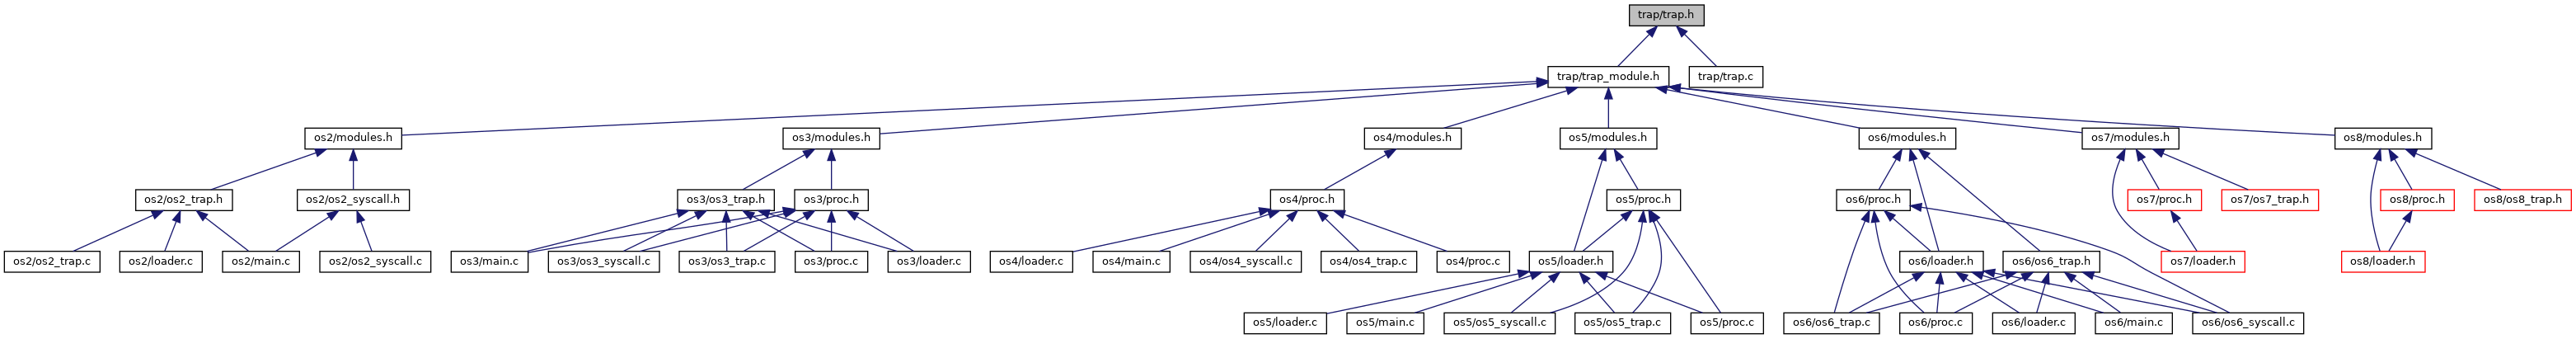 trap/trap.h
trap/trap_module.h
trap/trap.c
os2/modules.h
os3/modules.h
os4/modules.h
os5/modules.h
os6/modules.h
os7/modules.h
os8/modules.h
os2/os2_trap.h
os2/os2_syscall.h
os3/os3_trap.h
os3/proc.h
os4/proc.h
os5/proc.h
os6/proc.h
os7/proc.h
os7/os7_trap.h
os8/proc.h
os8/os8_trap.h
os2/os2_trap.c
os2/loader.c
os2/main.c
os2/os2_syscall.c
os3/main.c
os3/os3_syscall.c
os3/os3_trap.c
os3/proc.c
os3/loader.c
os4/loader.c
os4/main.c
os4/os4_syscall.c
os4/os4_trap.c
os4/proc.c
os5/loader.h
os6/loader.h
os6/os6_trap.h
os7/loader.h
os8/loader.h
os5/loader.c
os5/main.c
os5/os5_syscall.c
os5/os5_trap.c
os5/proc.c
os6/os6_trap.c
os6/proc.c
os6/loader.c
os6/main.c
os6/os6_syscall.c